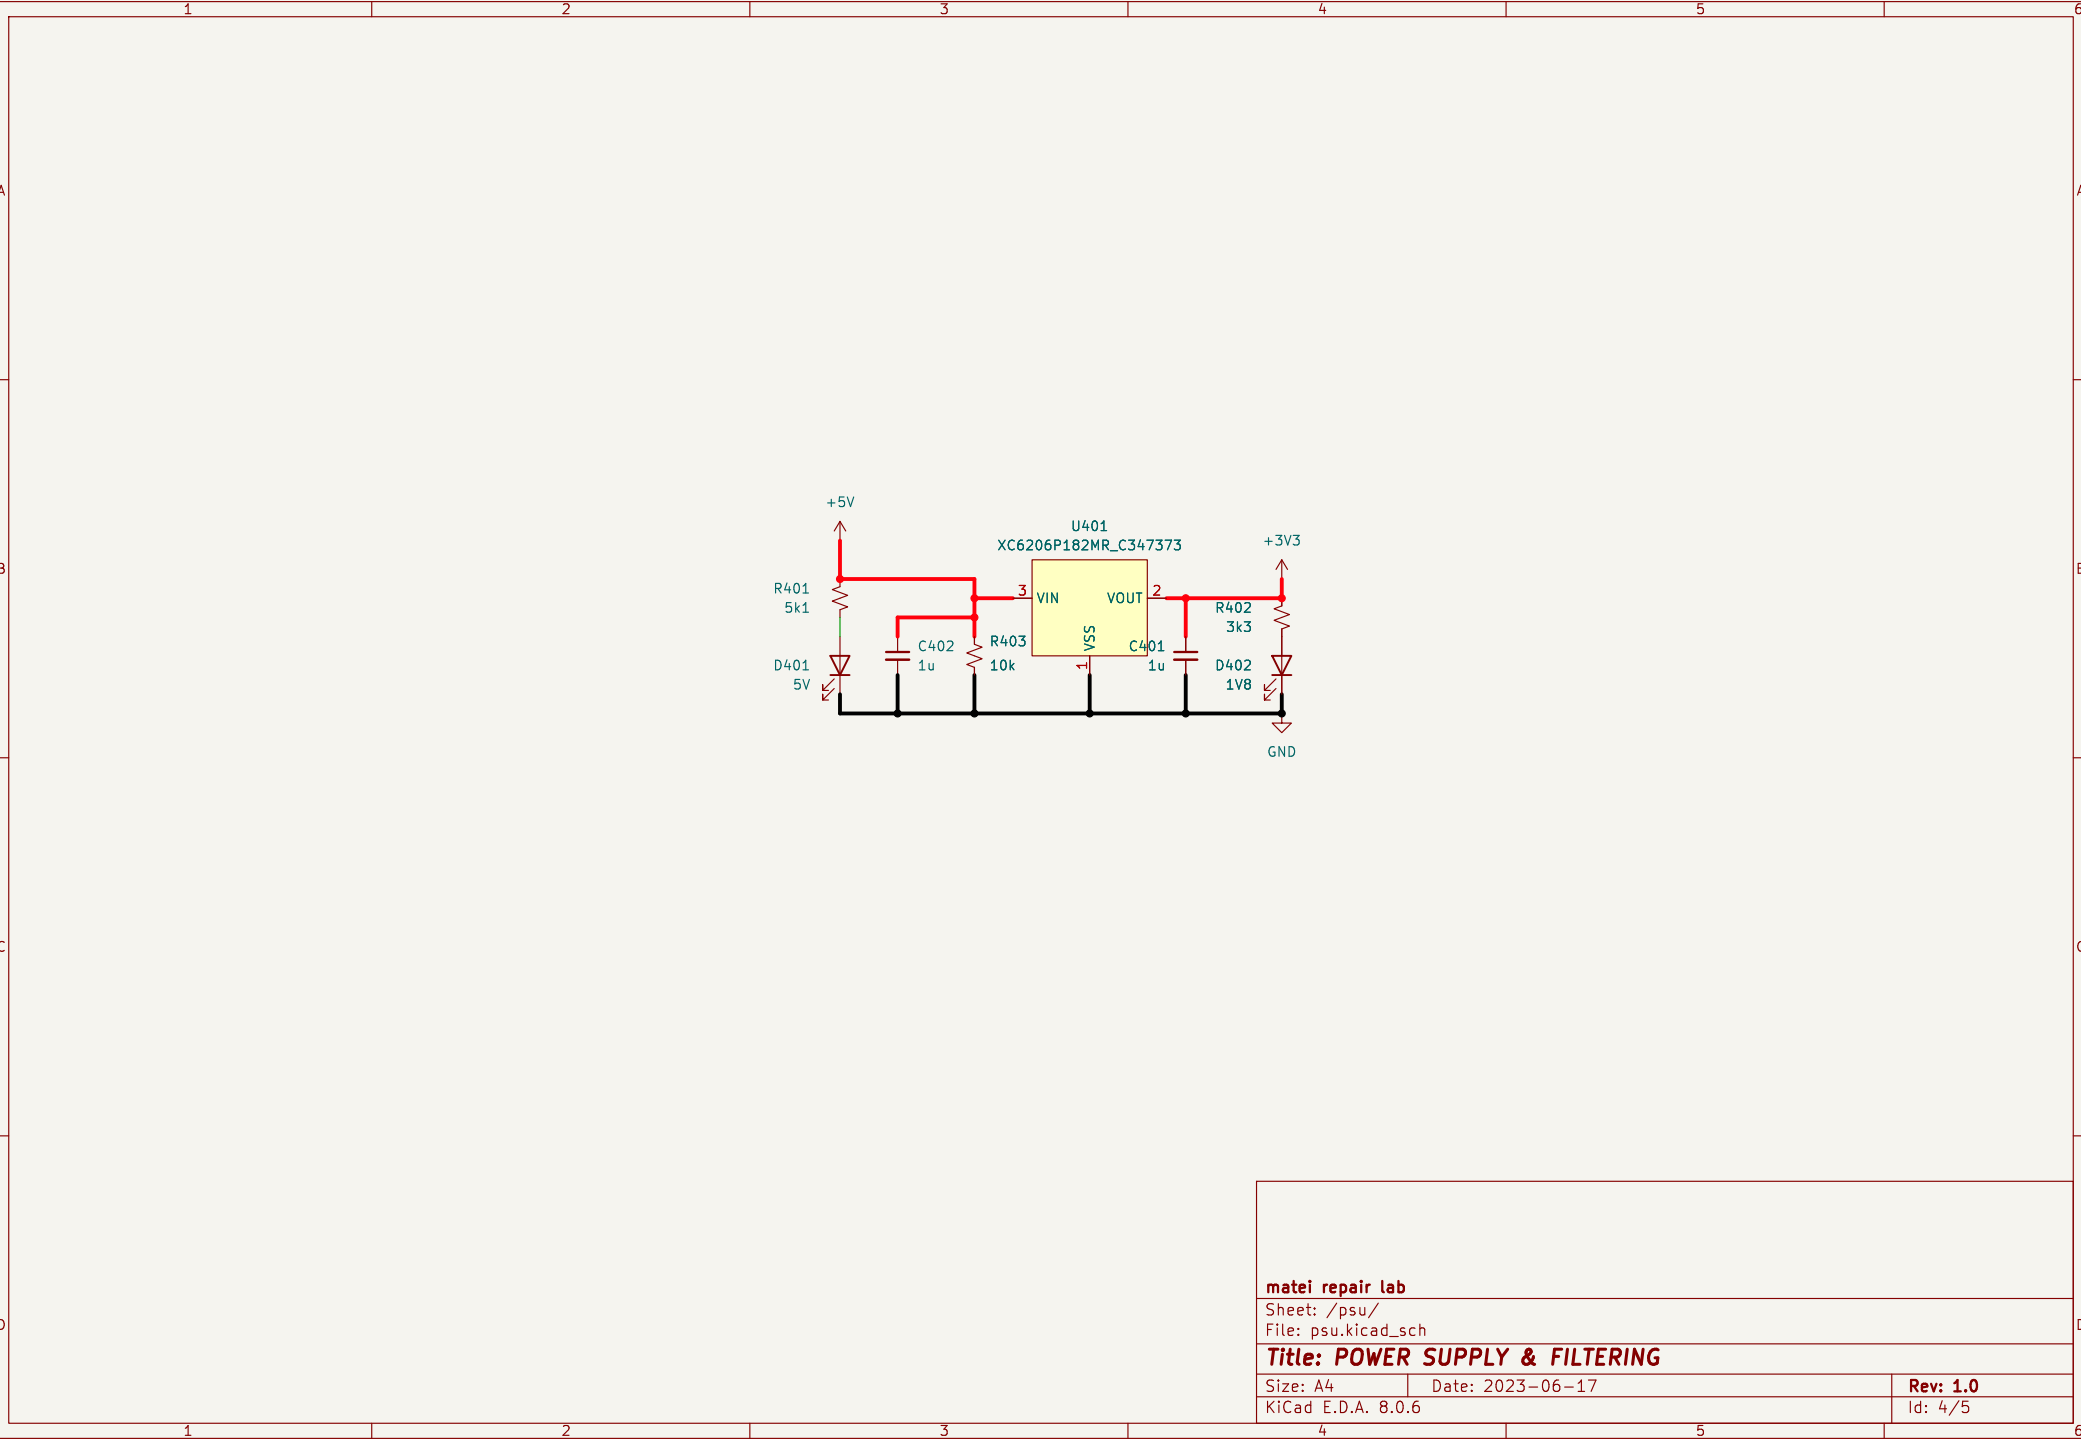 1 2 3 4 5 6
A A
+5V
U401
XC6206P182MR_C347373
+3V3
B B
R401
5k1
3 VIN
VOUT 2
VSS
1
R402
3k3
C402
1u
R403
10k
C401
1u
D401
5V
D402
1V8
GND
C C
matei repair lab
Sheet: /psu/
File: psu.kicad_sch
D D
Title: POWER SUPPLY & FILTERING
Size: A4
Date: 2023-06-17
Rev: 1.0
KiCad E.D.A. 8.0.6
Id: 4/5
1 2 3 4 5 6